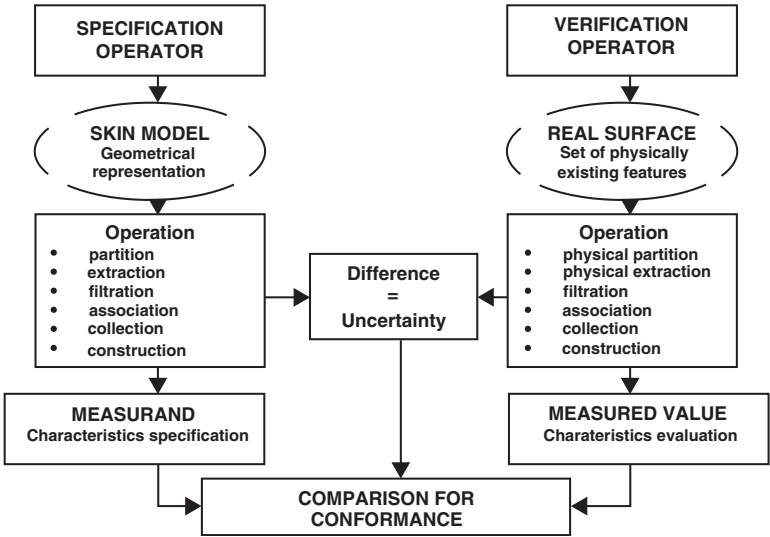 SPECIFICATION
OPERATOR
SKIN MODEL
Geometrical
representation
Operation
• partition
• extraction
• filtration
• association
• collection
• construction
MEASURAND
Characteristics specification
Difference
=
Uncertainty
VERIFICATION
OPERATOR
REAL SURFACE
Set of physically
existing features
Operation
• physical partition
• physical extraction
• filtration
• association
• collection
• construction
MEASURED VALUE
Charateristics evaluation
COMPARISON FOR
CONFORMANCE